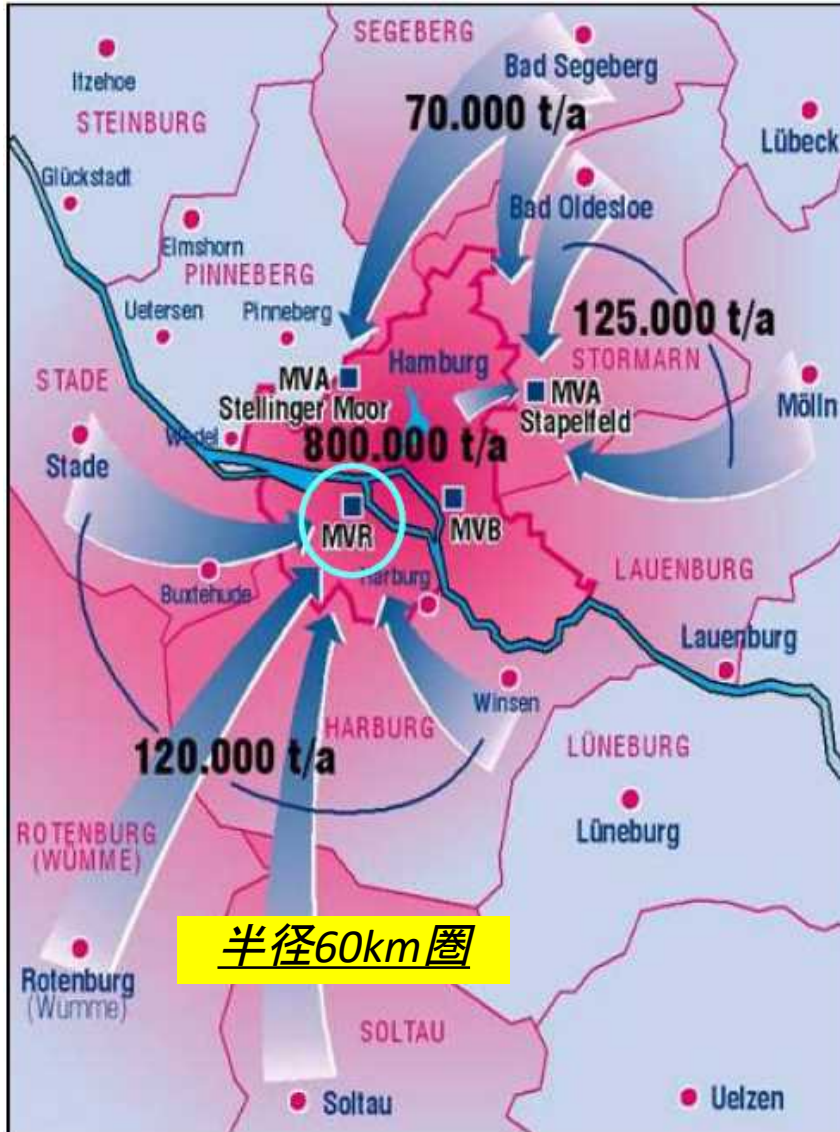 SEGEBERG
Itzehoe
Bad Segeberg
STEINBURG
70.000 t/a
Lübeck
Glückstadt
Bad Oldesloe
Elmshorn
PINNEBERG
Uetersen
Pinneberg
125.000 t/a
Hamburg
STORMARN
STADE
MVA
Stellinger Moor
MVA
Stapelfeld
Mölln
Wedel
Stade
800.000 t/a
MVR
MVB
Buxtehude
Harburg
LAUENBURG
Lauenburg
Winsen
HARBURG
120.000 t/a
LÜNEBURG
ROTENBURG
(WÜMME)
Lüneburg
半径60km圏
Rotenburg
(Wümme)
SOLTAU
Soltau
Uelzen